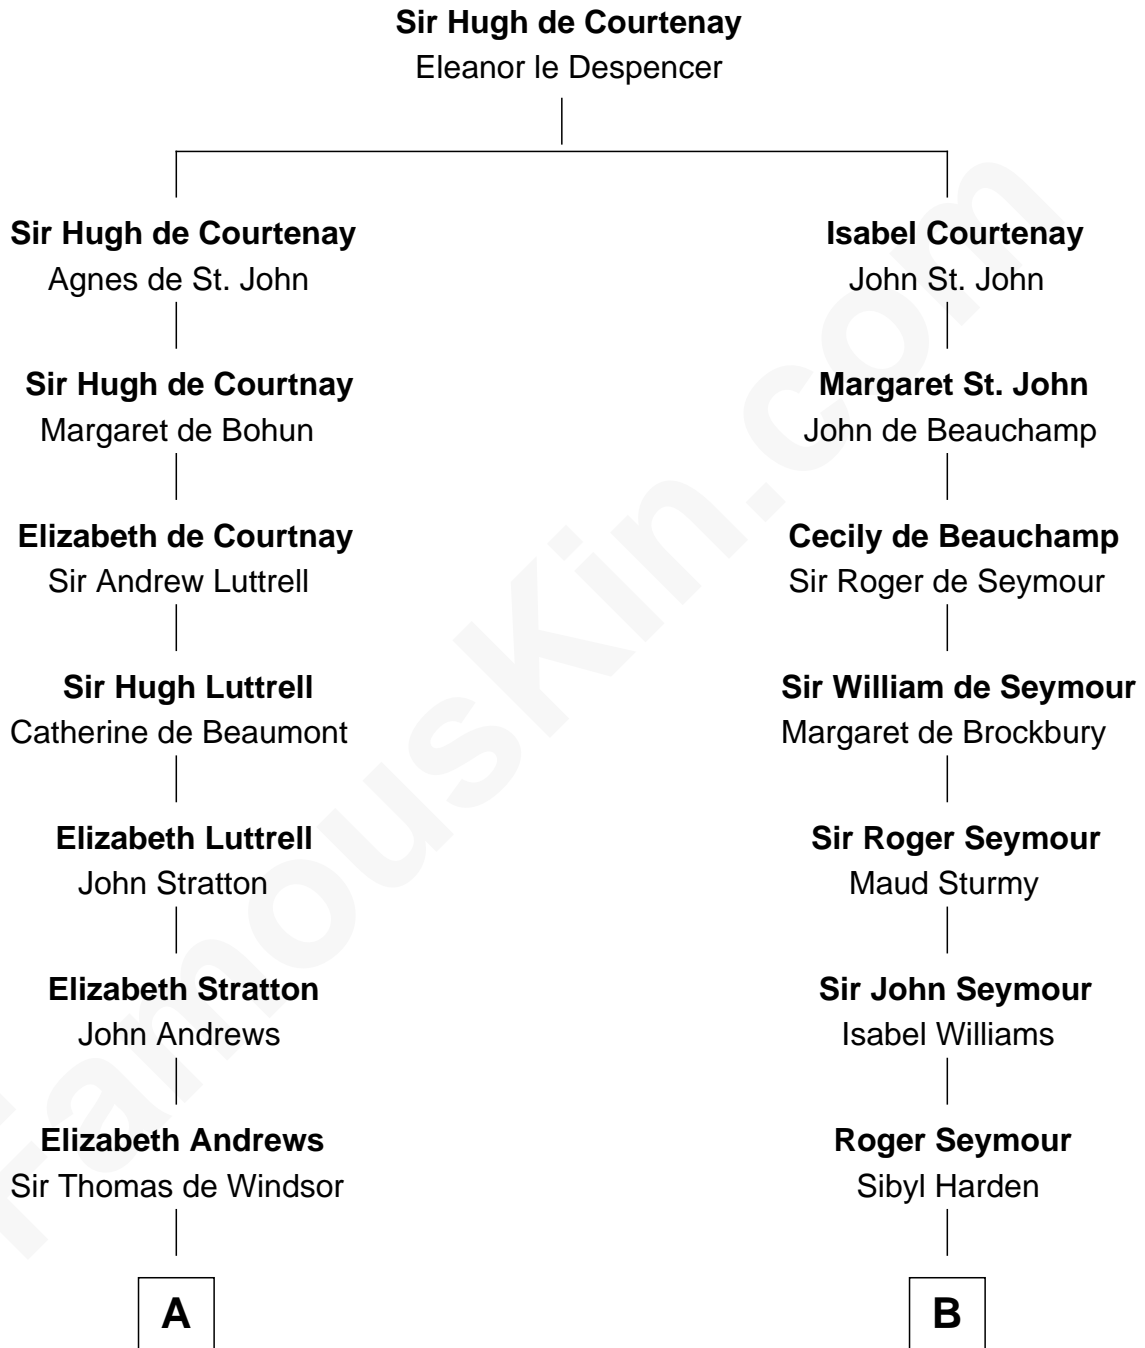 Sir Hugh de Courtenay
Eleanor le Despencer
Sir Hugh de Courtenay
Agnes de St. John
Isabel Courtenay
John St. John
Sir Hugh de Courtnay
Margaret de Bohun
Margaret St. John
John de Beauchamp
Elizabeth de Courtnay
Sir Andrew Luttrell
Cecily de Beauchamp
Sir Roger de Seymour
Sir Hugh Luttrell
Catherine de Beaumont
Sir William de Seymour
Margaret de Brockbury
Elizabeth Luttrell
John Stratton
Sir Roger Seymour
Maud Sturmy
Elizabeth Stratton
John Andrews
Sir John Seymour
Isabel Williams
Elizabeth Andrews
Sir Thomas de Windsor
Roger Seymour
Sibyl Harden
A
B
FamousKin.com